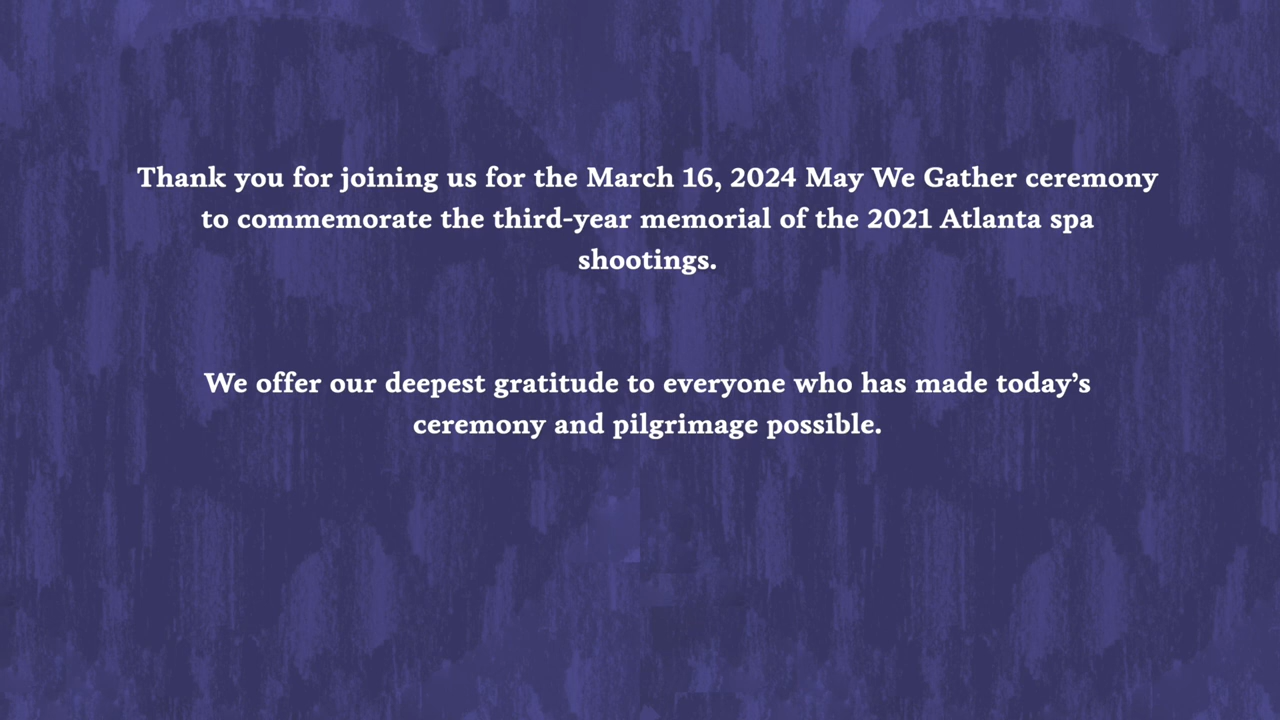 Thank you for joining us for the March 16, 2024 May We Gather ceremony
to commemorate the third-year memorial of the 2021 Atlanta spa
shootings.
We offer our deepest gratitude to everyone who has made today’s
ceremony and pilgrimage possible.